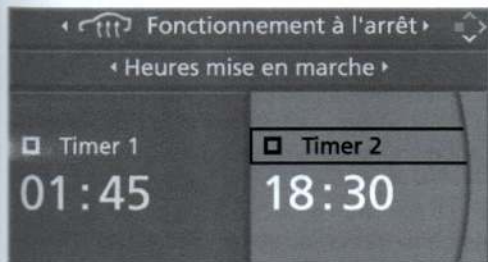 Fonctionnement à l'arrêt
Heures mise en marche
Timer 1
Timer 2
01:45
18:30